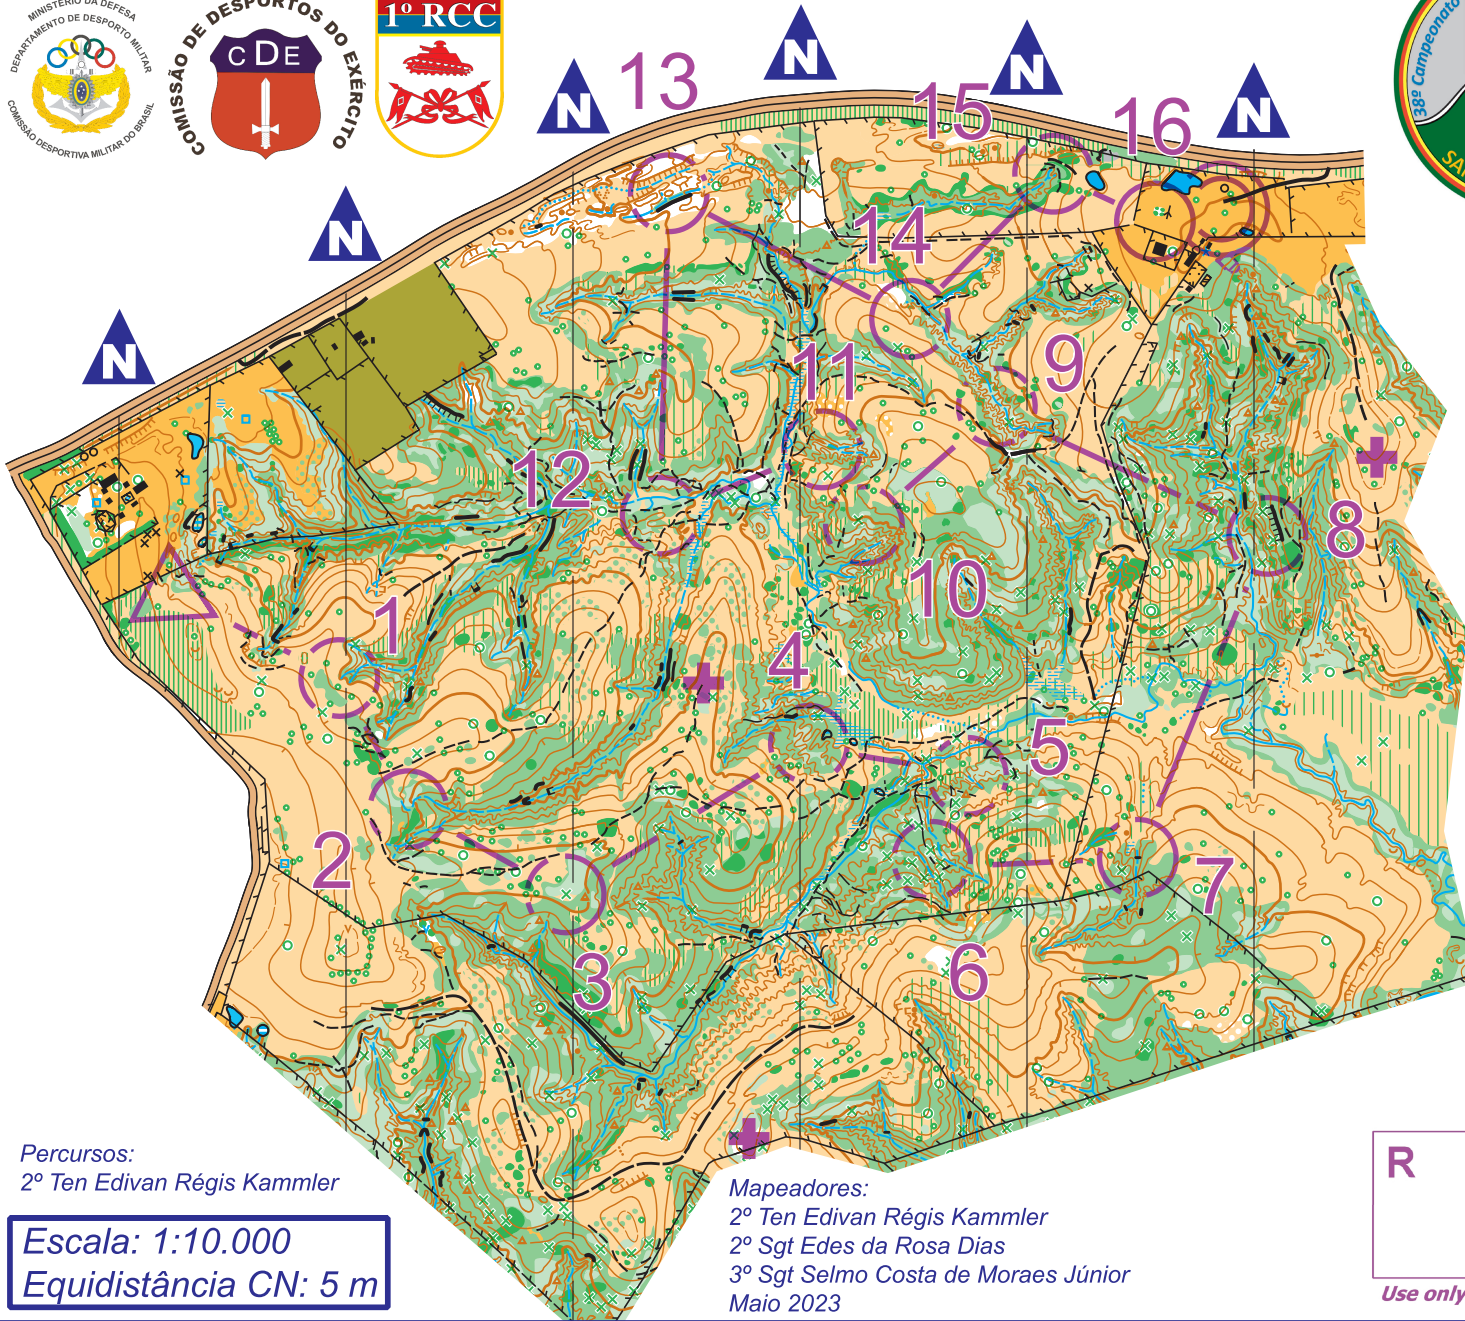 MINISTÉRIO DA DEFESA
DEPARTAMENTO DE DESPORTO MILITAR
COMISSÃO DESPORTIVA MILITAR DO BRASIL
COMISSÃO DE DESPORTOS DO EXÉRCITO
CDE
1º RCC
38º Campeonato
SA
N
N
N
N
N
N
13
15
16
14
11
9
12
8
10
1
4
5
2
7
3
6
Percursos:
2º Ten Edivan Régis Kammler
Escala: 1:10.000
Equidistância CN: 5 m
Mapeadores:
2º Ten Edivan Régis Kammler
2º Sgt Edes da Rosa Dias
3º Sgt Selmo Costa de Moraes Júnior
Maio 2023
R
Use only